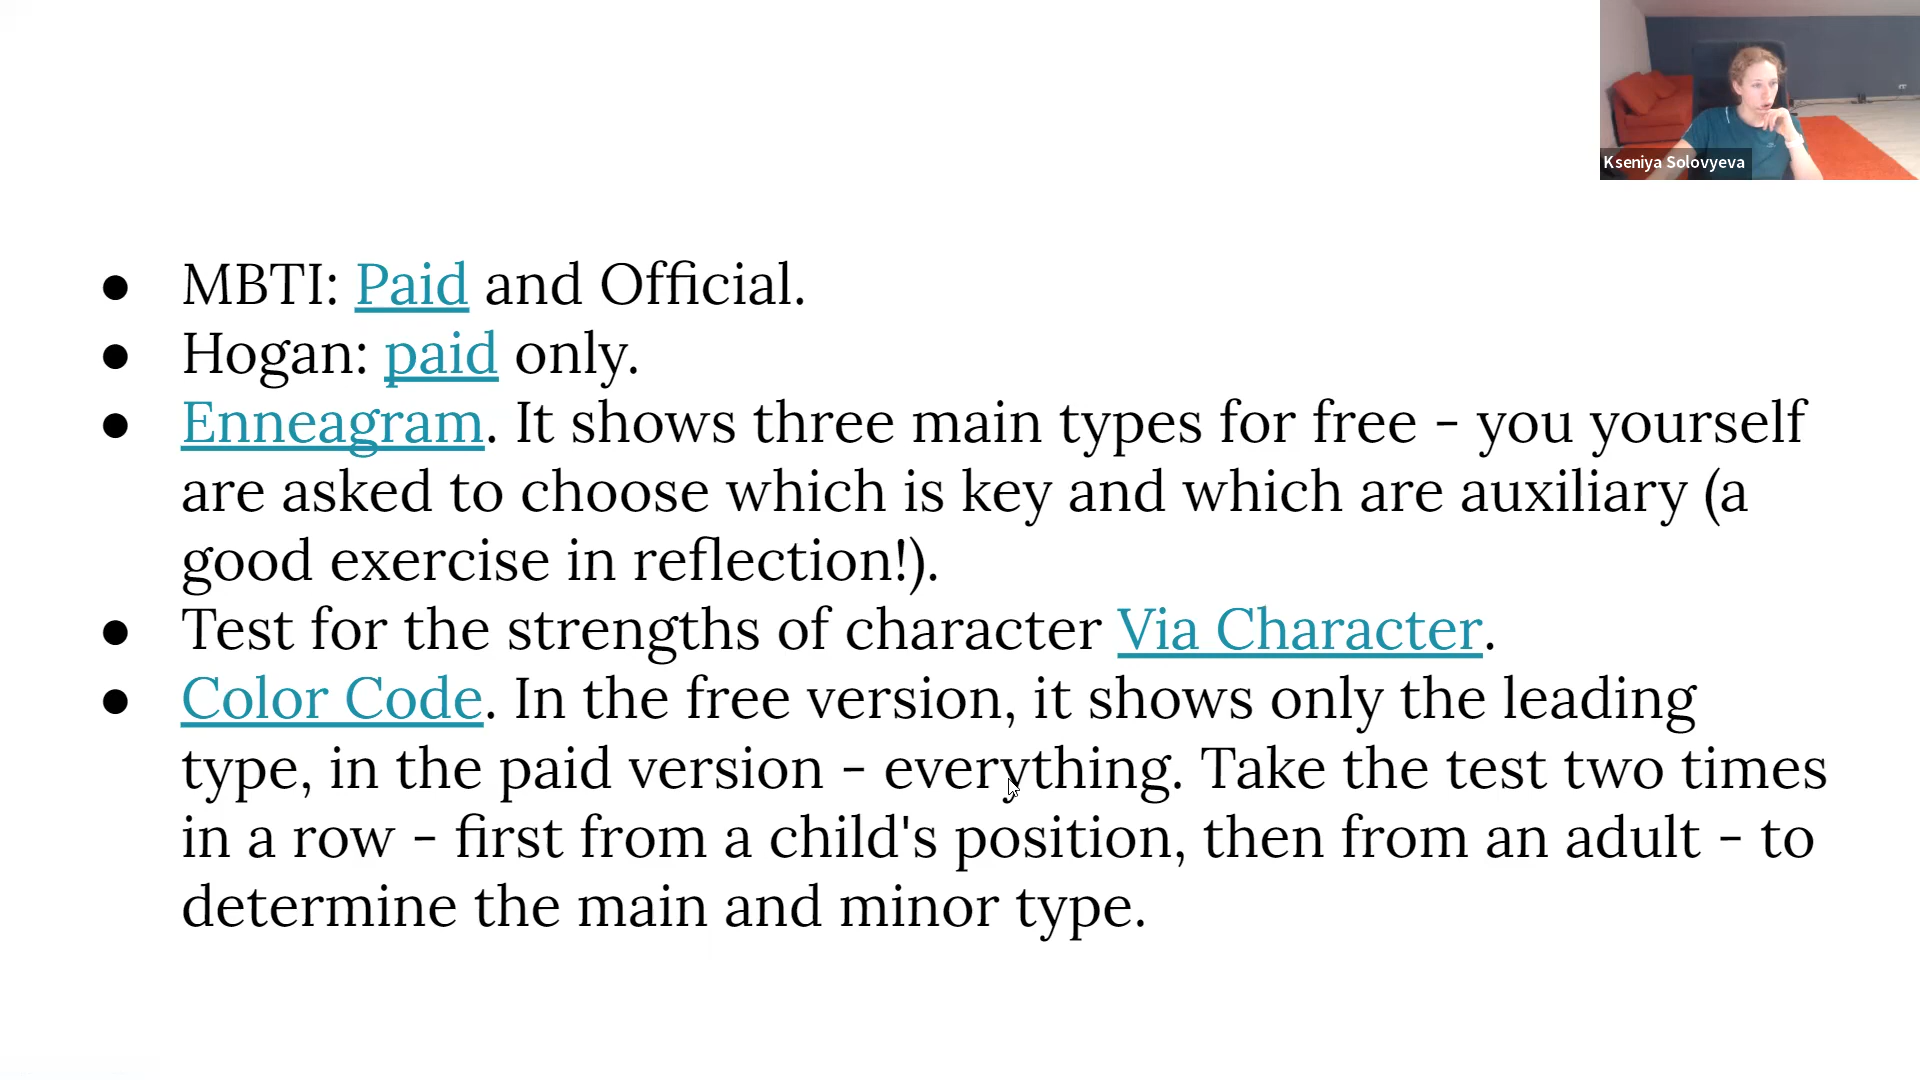 Kseniya Solovyeva
● MBTI: Paid and Official.
● Hogan: paid only.
● Enneagram. It shows three main types for free - you yourself
are asked to choose which is key and which are auxiliary (a
good exercise in reflection!).
● Test for the strengths of character Via Character.
● Color Code. In the free version, it shows only the leading
type, in the paid version - everything. Take the test two times
in a row - first from a child's position, then from an adult - to
determine the main and minor type.